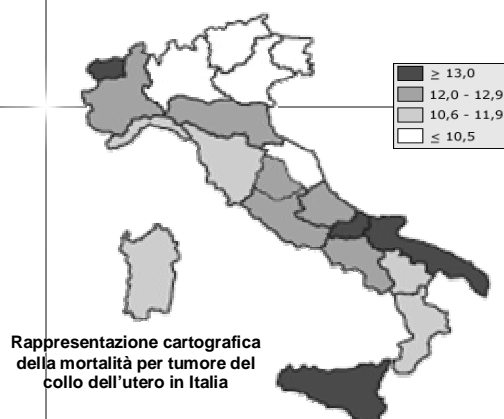 ≥ 13,0
12,0 - 12,9
10,6 - 11,9
≤ 10,5
Rappresentazione cartografica
della mortalità per tumore del
collo dell'utero in Italia